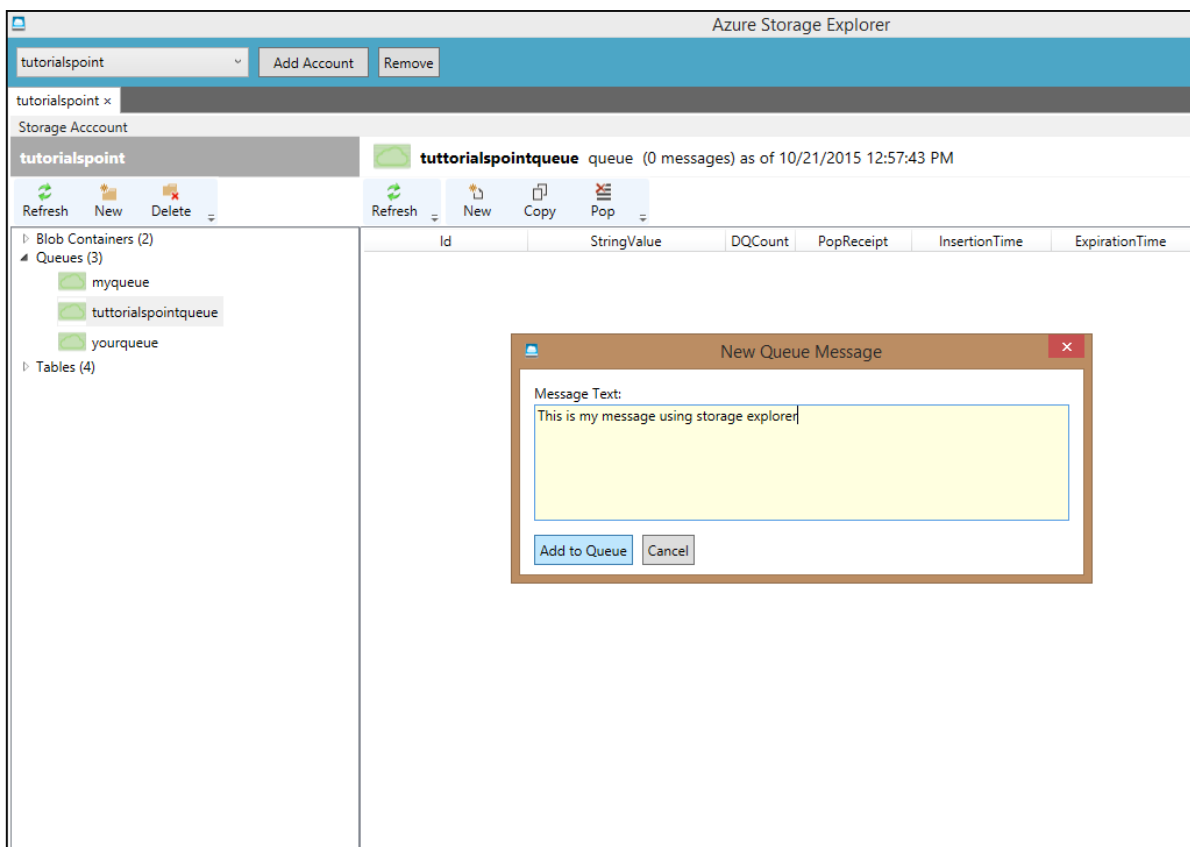 Azure Storage Explorer
tutorialspoint Add Account Remove
tutorialspoint ×
Storage Acccount
tutorialspoint
tuttorialspointqueue queue (0 messages) as of 10/21/2015 12:57:43 PM
Refresh New Delete
Refresh New Copy Pop
Id StringValue DQCount PopReceipt InsertionTime ExpirationTime
Blob Containers (2)
Queues (3)
myqueue
tuttorialspointqueue
yourqueue
Tables (4)
New Queue Message
Message Text:
This is my message using storage explorer
Add to Queue Cancel